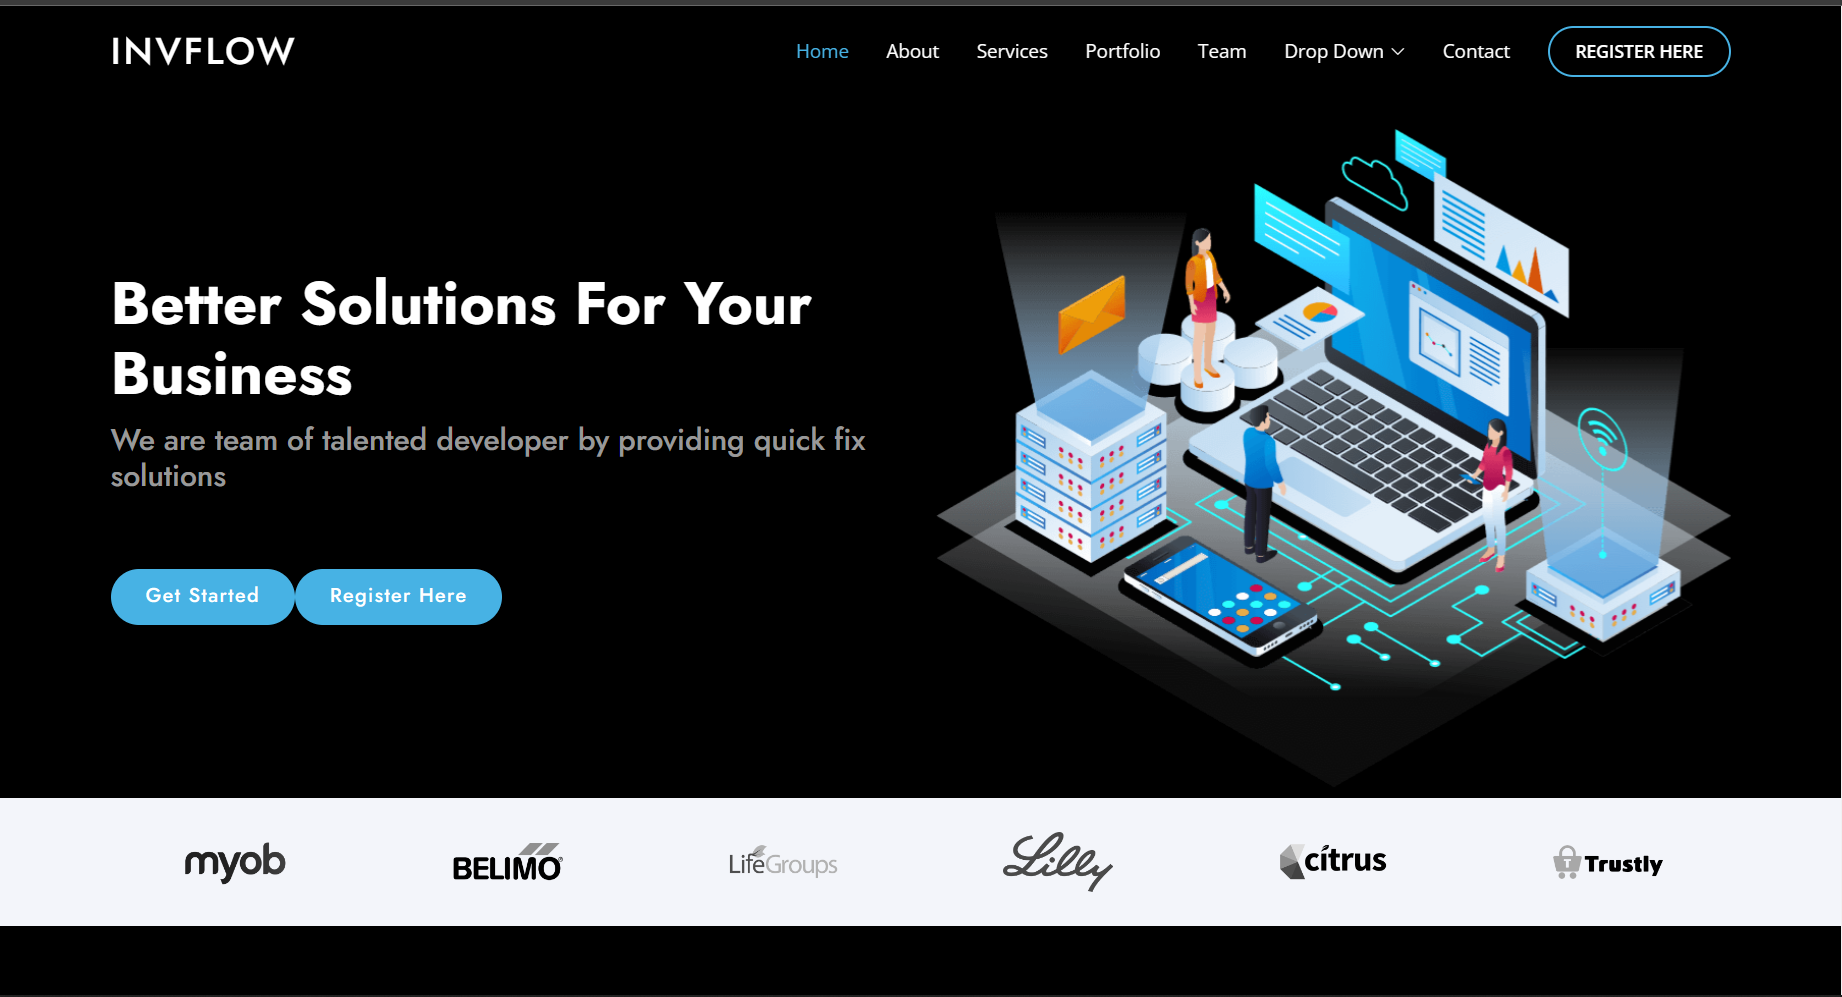 INVFLOW
Home About Services Portfolio Team Drop Down Contact REGISTER HERE
Better Solutions For Your
Business
We are team of talented developer by providing quick fix
solutions
Get Started Register Here
myob BELIMO® LifeGroups Lilly citrus T Trustly